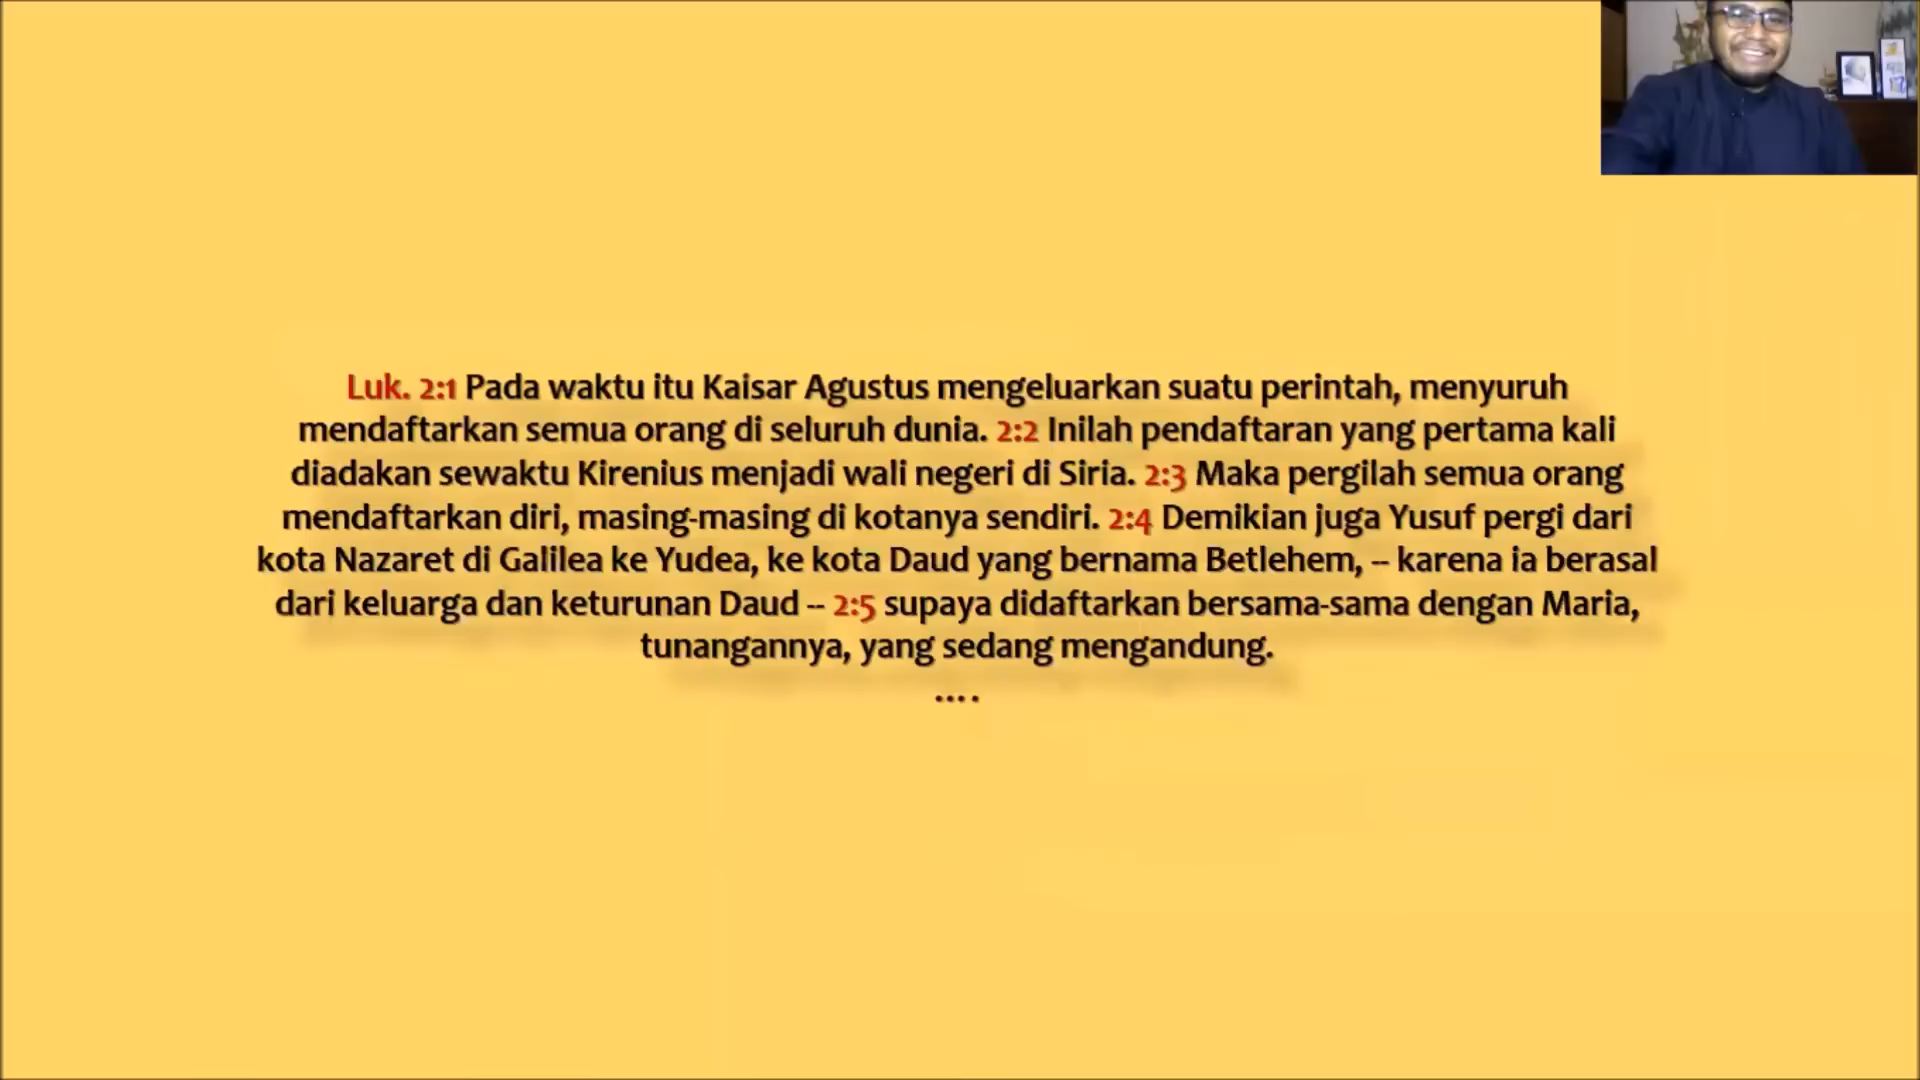 Luk. 2:1 Pada waktu itu Kaisar Agustus mengeluarkan suatu perintah, menyuruh
mendaftarkan semua orang di seluruh dunia. 2:2 Inilah pendaftaran yang pertama kali
diadakan sewaktu Kirenius menjadi wali negeri di Siria. 2:3 Maka pergilah semua orang
mendaftarkan diri, masing-masing di kotanya sendiri. 2:4 Demikian juga Yusuf pergi dari
kota Nazaret di Galilea ke Yudea, ke kota Daud yang bernama Betlehem, -- karena ia berasal
dari keluarga dan keturunan Daud -- 2:5 supaya didaftarkan bersama-sama dengan Maria,
tunangannya, yang sedang mengandung.
....